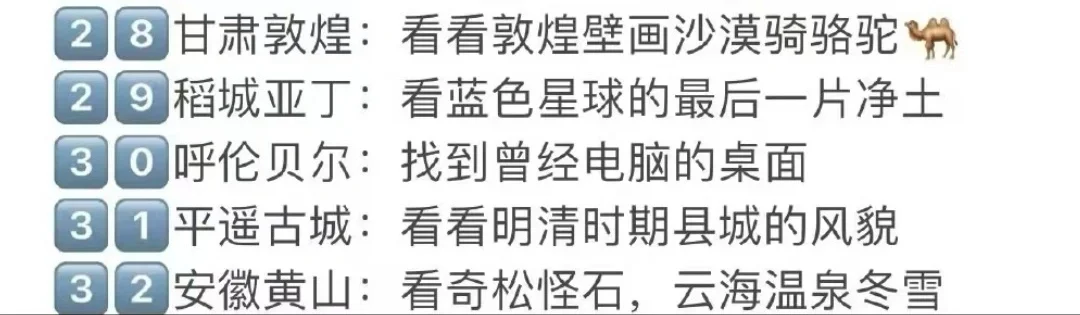 2️⃣8️⃣甘肃敦煌：看看敦煌壁画沙漠骑骆驼🐫
2️⃣9️⃣稻城亚丁：看蓝色星球的最后一片净土
3️⃣0️⃣呼伦贝尔：找到曾经电脑的桌面
3️⃣1️⃣平遥古城：看看明清时期县城的风貌
3️⃣2️⃣安徽黄山：看奇松怪石，云海温泉冬雪